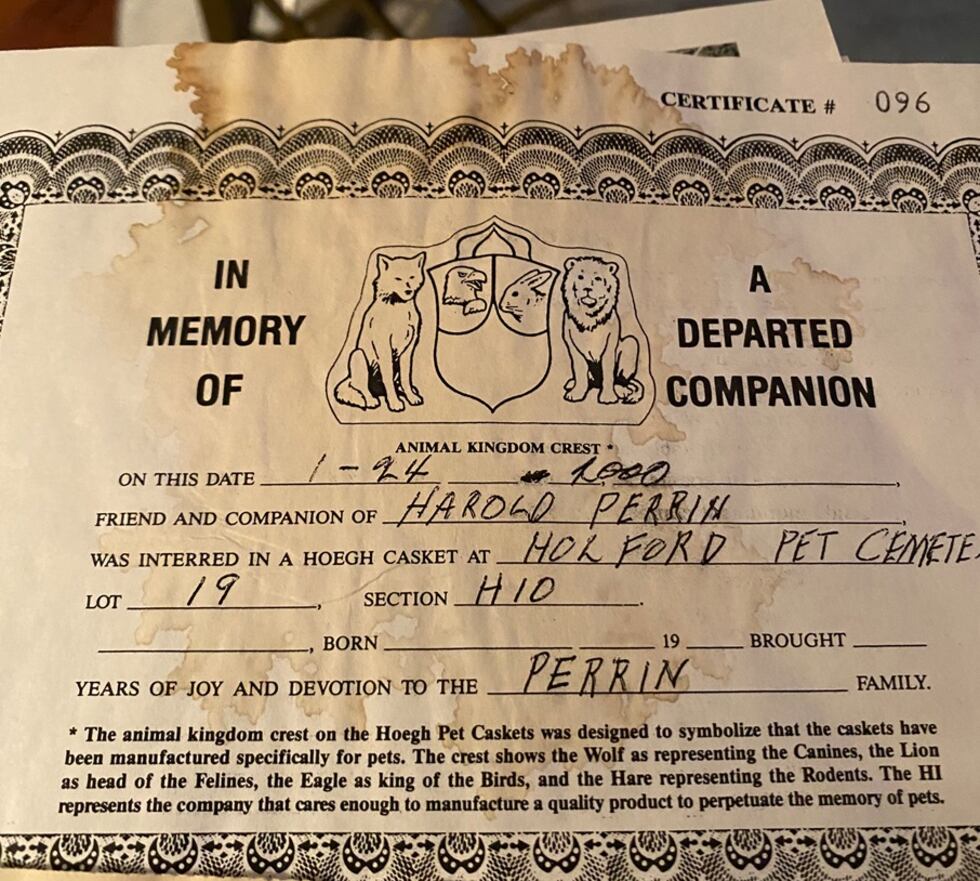 CERTIFICATE # 096
IN MEMORY OF
A DEPARTED COMPANION
ANIMAL KINGDOM CREST *
ON THIS DATE 1-24 2000,
FRIEND AND COMPANION OF HAROLD PERRIN,
WAS INTERRED IN A HOEGH CASKET AT HOLFORD PET CEMETE
LOT 19, SECTION H10.
, BORN 19 BROUGHT
YEARS OF JOY AND DEVOTION TO THE PERRIN FAMILY.
* The animal kingdom crest on the Hoegh Pet Caskets was designed to symbolize that the caskets have
been manufactured specifically for pets. The crest shows the Wolf as representing the Canines, the Lion
as head of the Felines, the Eagle as king of the Birds, and the Hare representing the Rodents. The HI
represents the company that cares enough to manufacture a quality product to perpetuate the memory of pets.